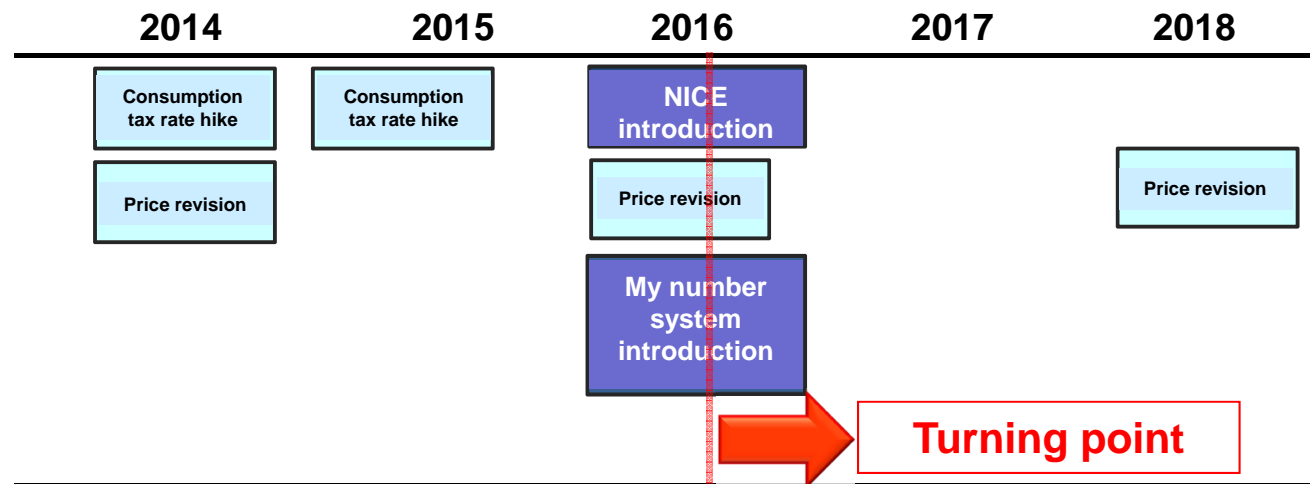 2014 2015 2016 2017 2018
Consumption
tax rate hike
Consumption
tax rate hike
NICE
introduction
Price revision
Price revision
Price revision
My number
system
introduction
Turning point